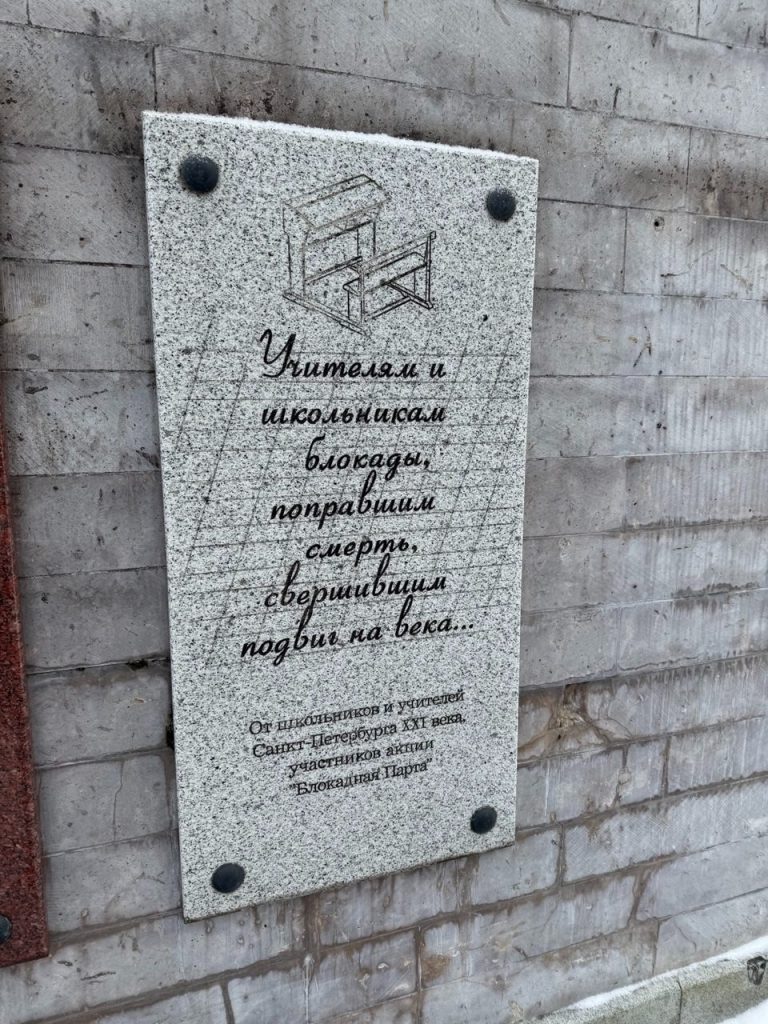 Учителям и
школьникам
блокады,
поправшим
смерть,
свершившим
подвиг на века...
От школьников и учителей
Санкт-Петербурга XXI века,
участников акции
"Блокадная Парта"